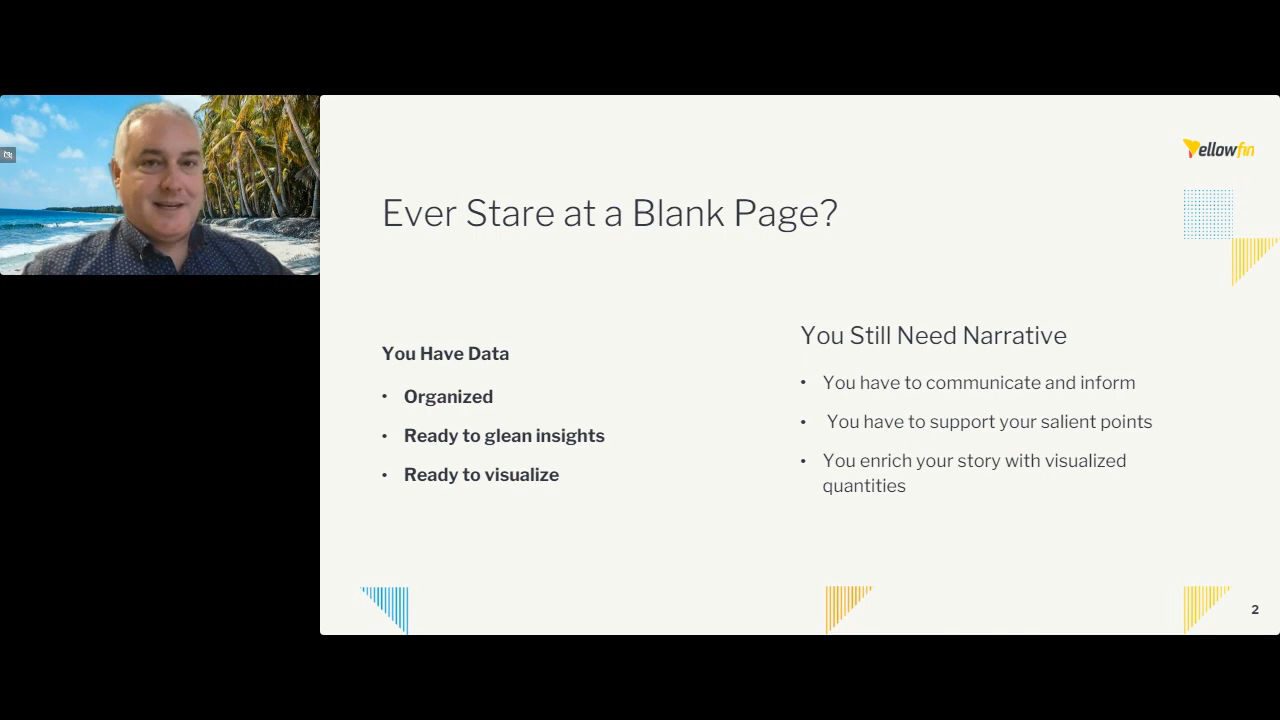 Yellowfin
Ever Stare at a Blank Page?
You Have Data
• Organized
• Ready to glean insights
• Ready to visualize
You Still Need Narrative
• You have to communicate and inform
• You have to support your salient points
• You enrich your story with visualized
quantities
2